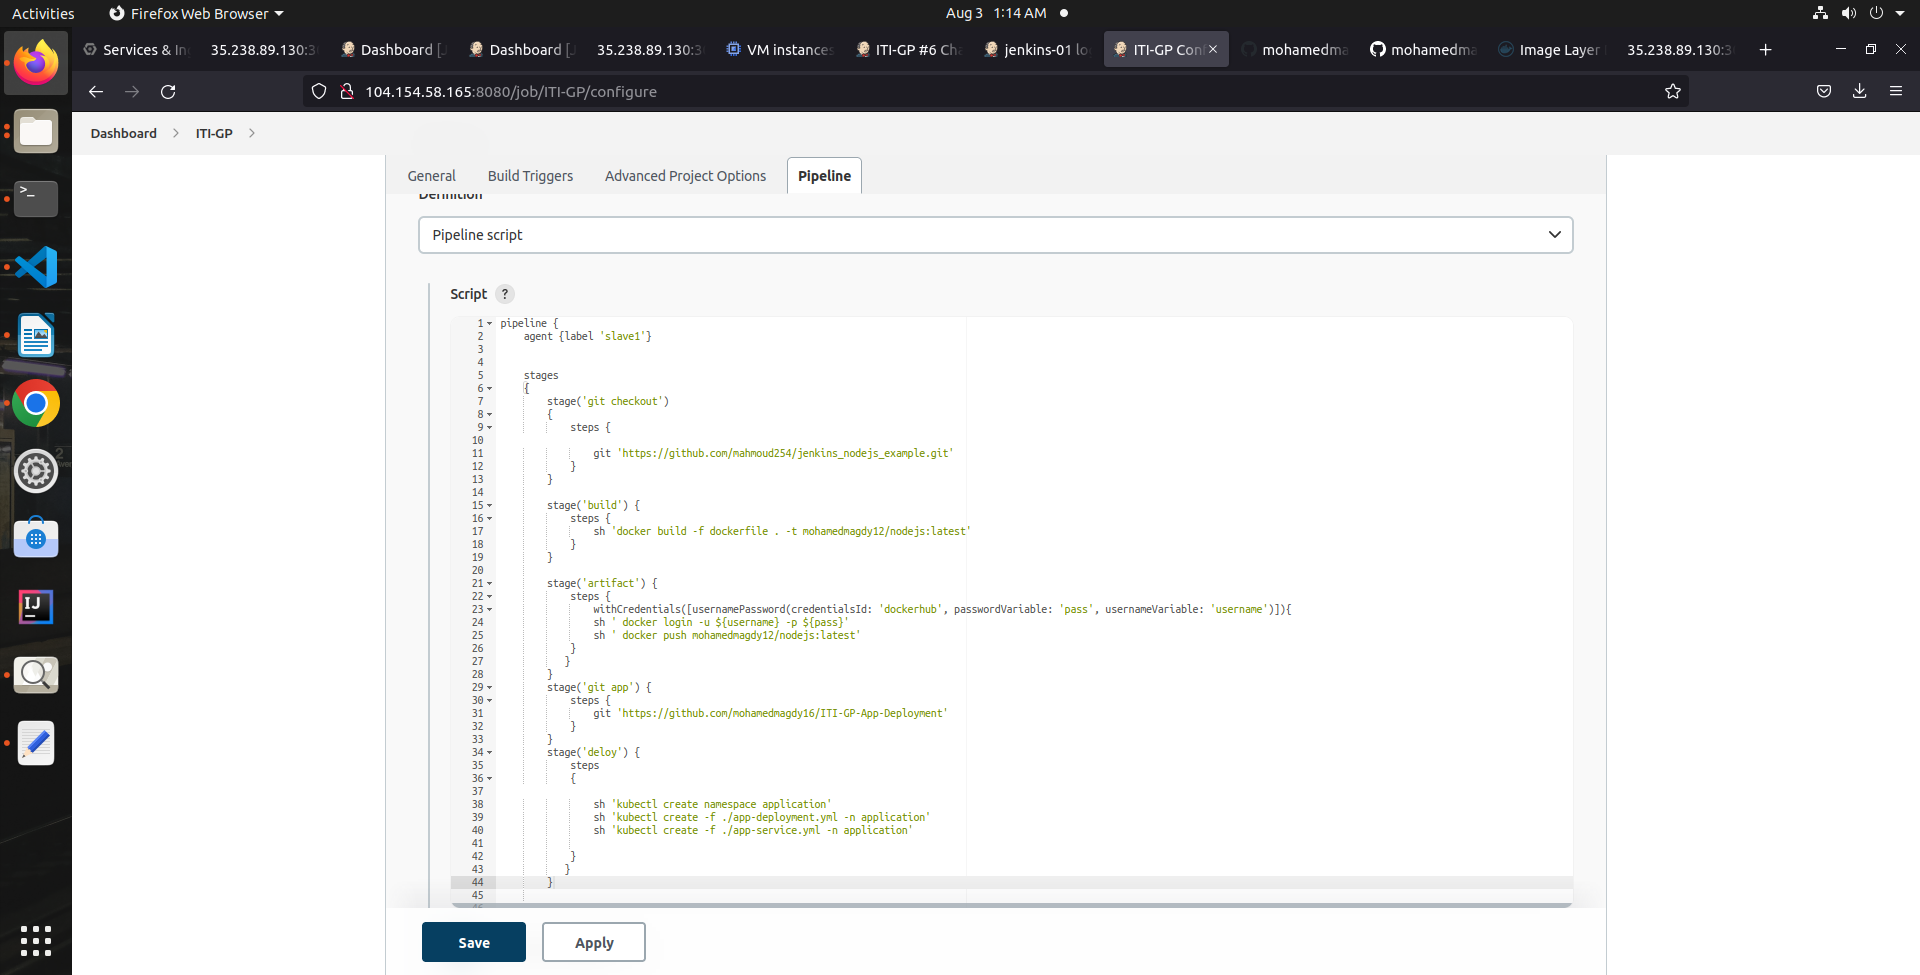 Activities
Firefox Web Browser
Aug 3 1:14 AM
Services & In
35.238.89.130:3
Dashboard [J
Dashboard [J
35.238.89.130:3
VM instances
ITI-GP #6 Cha
jenkins-01 lo
ITI-GP Conf
mohamedma
mohamedma
Image Layer
35.238.89.130:3
104.154.58.165:8080/job/ITI-GP/configure
Dashboard
ITI-GP
General
Build Triggers
Advanced Project Options
Pipeline
Definition
Pipeline script
Script ?
1 pipeline {
2 agent {label 'slave1'}
3
4
5 stages
6 {
7 stage('git checkout')
8 {
9 steps {
10
11 git 'https://github.com/mahmoud254/jenkins_nodejs_example.git'
12 }
13 }
14
15 stage('build') {
16 steps {
17 sh 'docker build -f dockerfile . -t mohamedmagdy12/nodejs:latest'
18 }
19 }
20
21 stage('artifact') {
22 steps {
23 withCredentials([usernamePassword(credentialsId: 'dockerhub', passwordVariable: 'pass', usernameVariable: 'username')]){
24 sh ' docker login -u ${username} -p ${pass}'
25 sh ' docker push mohamedmagdy12/nodejs:latest'
26 }
27 }
28 }
29 stage('git app') {
30 steps {
31 git 'https://github.com/mohamedmagdy16/ITI-GP-App-Deployment'
32 }
33 }
34 stage('deloy') {
35 steps
36 {
37
38 sh 'kubectl create namespace application'
39 sh 'kubectl create -f ./app-deployment.yml -n application'
40 sh 'kubectl create -f ./app-service.yml -n application'
41
42 }
43 }
44 }
45
Save
Apply